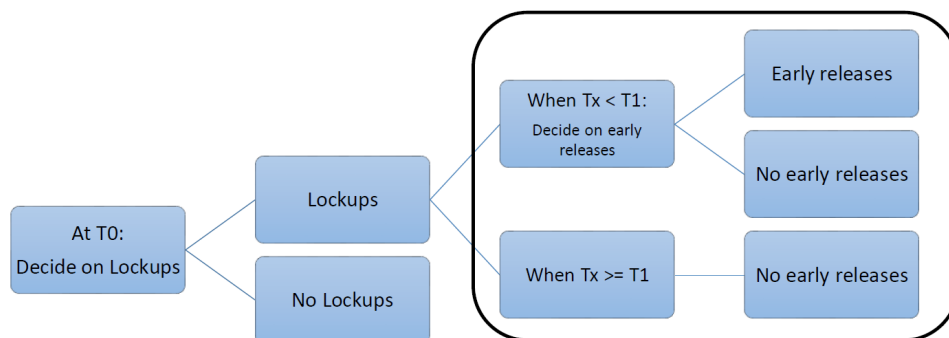 At T0:
Decide on Lockups
Lockups
No Lockups
When Tx < T1:
Decide on early
releases
When Tx >= T1
Early releases
No early releases
No early releases